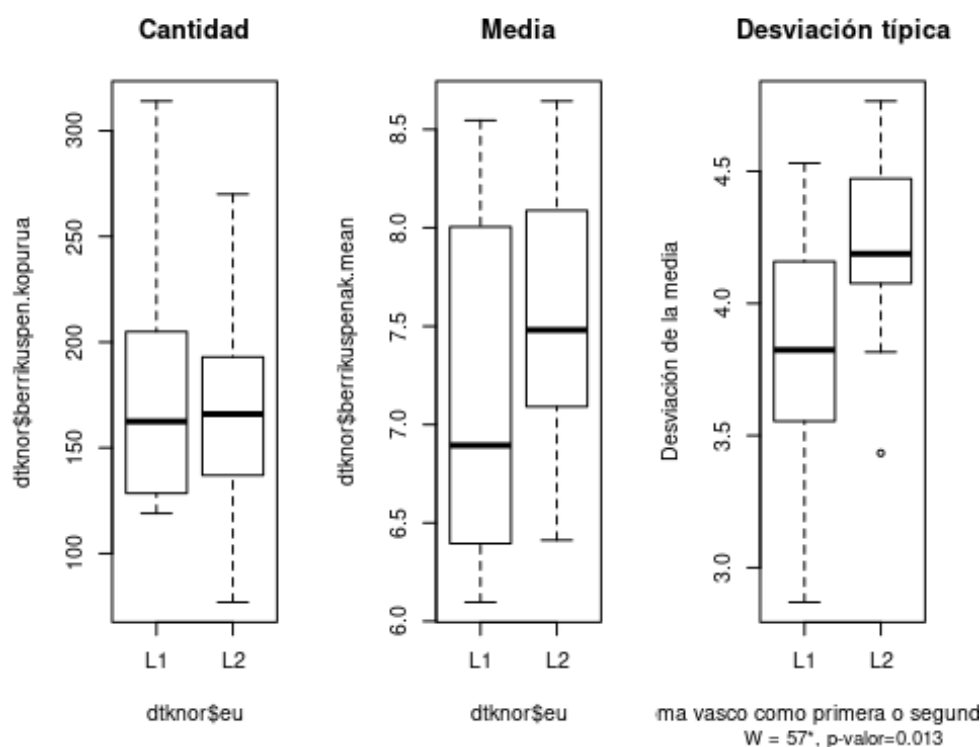 Cantidad
dtknor$berrikuspen.kopurua
100
150
200
250
300
L1
L2
dtknor$eu
Media
dtknor$berrikuspenak.mean
6.0
6.5
7.0
7.5
8.0
8.5
L1
L2
dtknor$eu
Desviación típica
Desviación de la media
3.0
3.5
4.0
4.5
L1
L2
vasco como primera o segund
W = 57*, p-valor=0.013